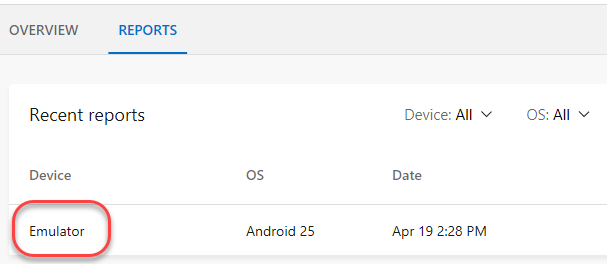 OVERVIEW REPORTS
Recent reports Device: All OS: All
Device OS Date
Emulator Android 25 Apr 19 2:28 PM